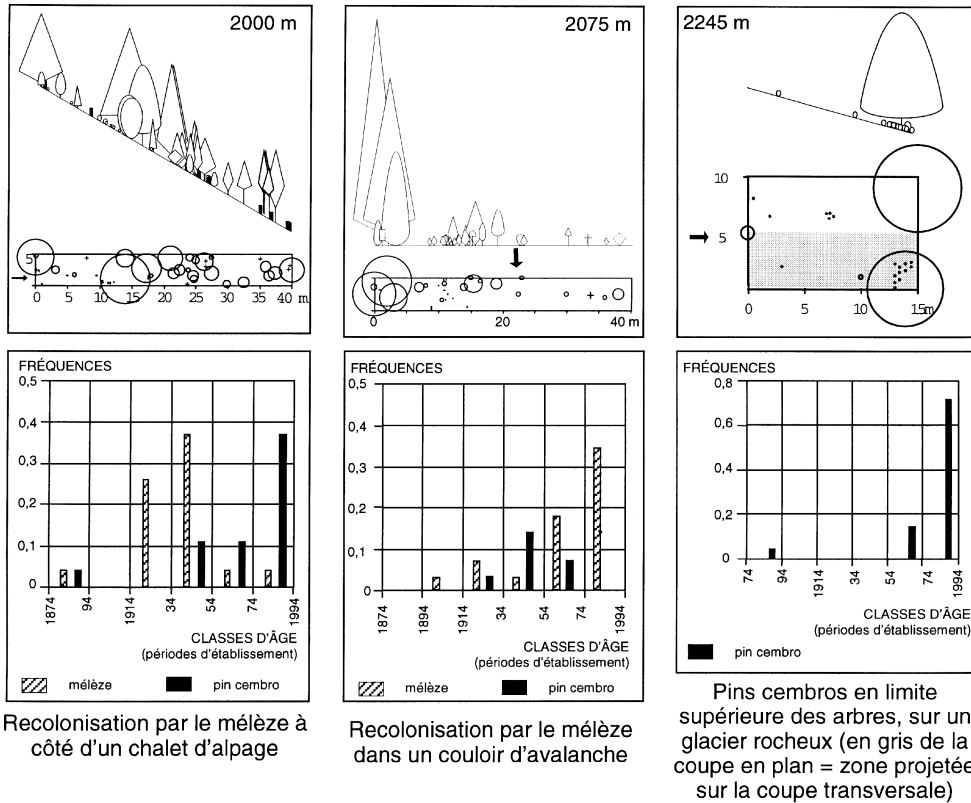 2000 m
5
0 5 10 15 20 25 30 35 40 m
FRÉQUENCES
0,5
0,4
0,3
0,2
0,1
0
1874 94 1914 34 54 74 1994
CLASSES D'ÂGE
(périodes d'établissement)
mélèze pin cembro
Recolonisation par le mélèze à
côté d'un chalet d'alpage
2075 m
0 20 40 m
FRÉQUENCES
0,5
0,4
0,3
0,2
0,1
0
1874 1894 1914 34 54 74 1994
CLASSES D'ÂGE
(périodes d'établissement)
mélèze pin cembro
Recolonisation par le mélèze
dans un couloir d'avalanche
2245 m
10
5
0 5 10 15m
FRÉQUENCES
0,8
0,6
0,4
0,2
0
74 94 1914 34 54 74 1994
CLASSES D'ÂGE
(périodes d'établissement)
pin cembro
Pins cembros en limite
supérieure des arbres, sur un
glacier rocheux (en gris de la
coupe en plan = zone projetée
sur la coupe transversale)